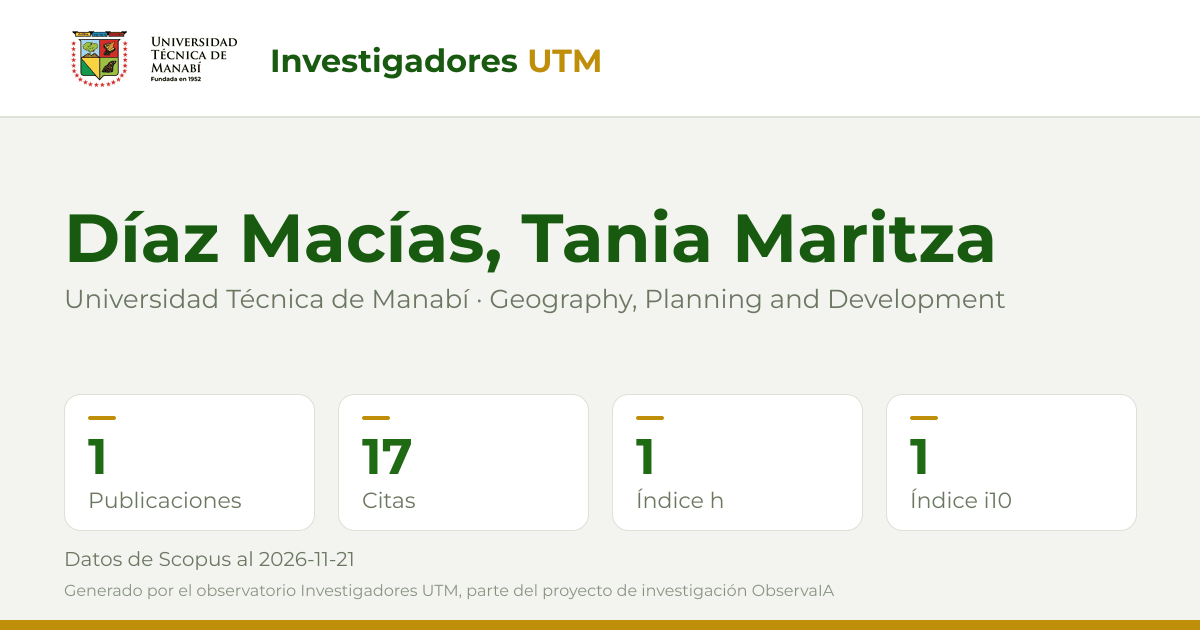 UNIVERSIDAD
TÉCNICA DE
MANABÍ
Fundada en 1952
Investigadores UTM
Díaz Macías, Tania Maritza
Universidad Técnica de Manabí · Geography, Planning and Development
1
Publicaciones
17
Citas
1
Índice h
1
Índice i10
Datos de Scopus al 2026-11-21
Generado por el observatorio Investigadores UTM, parte del proyecto de investigación ObservaIA